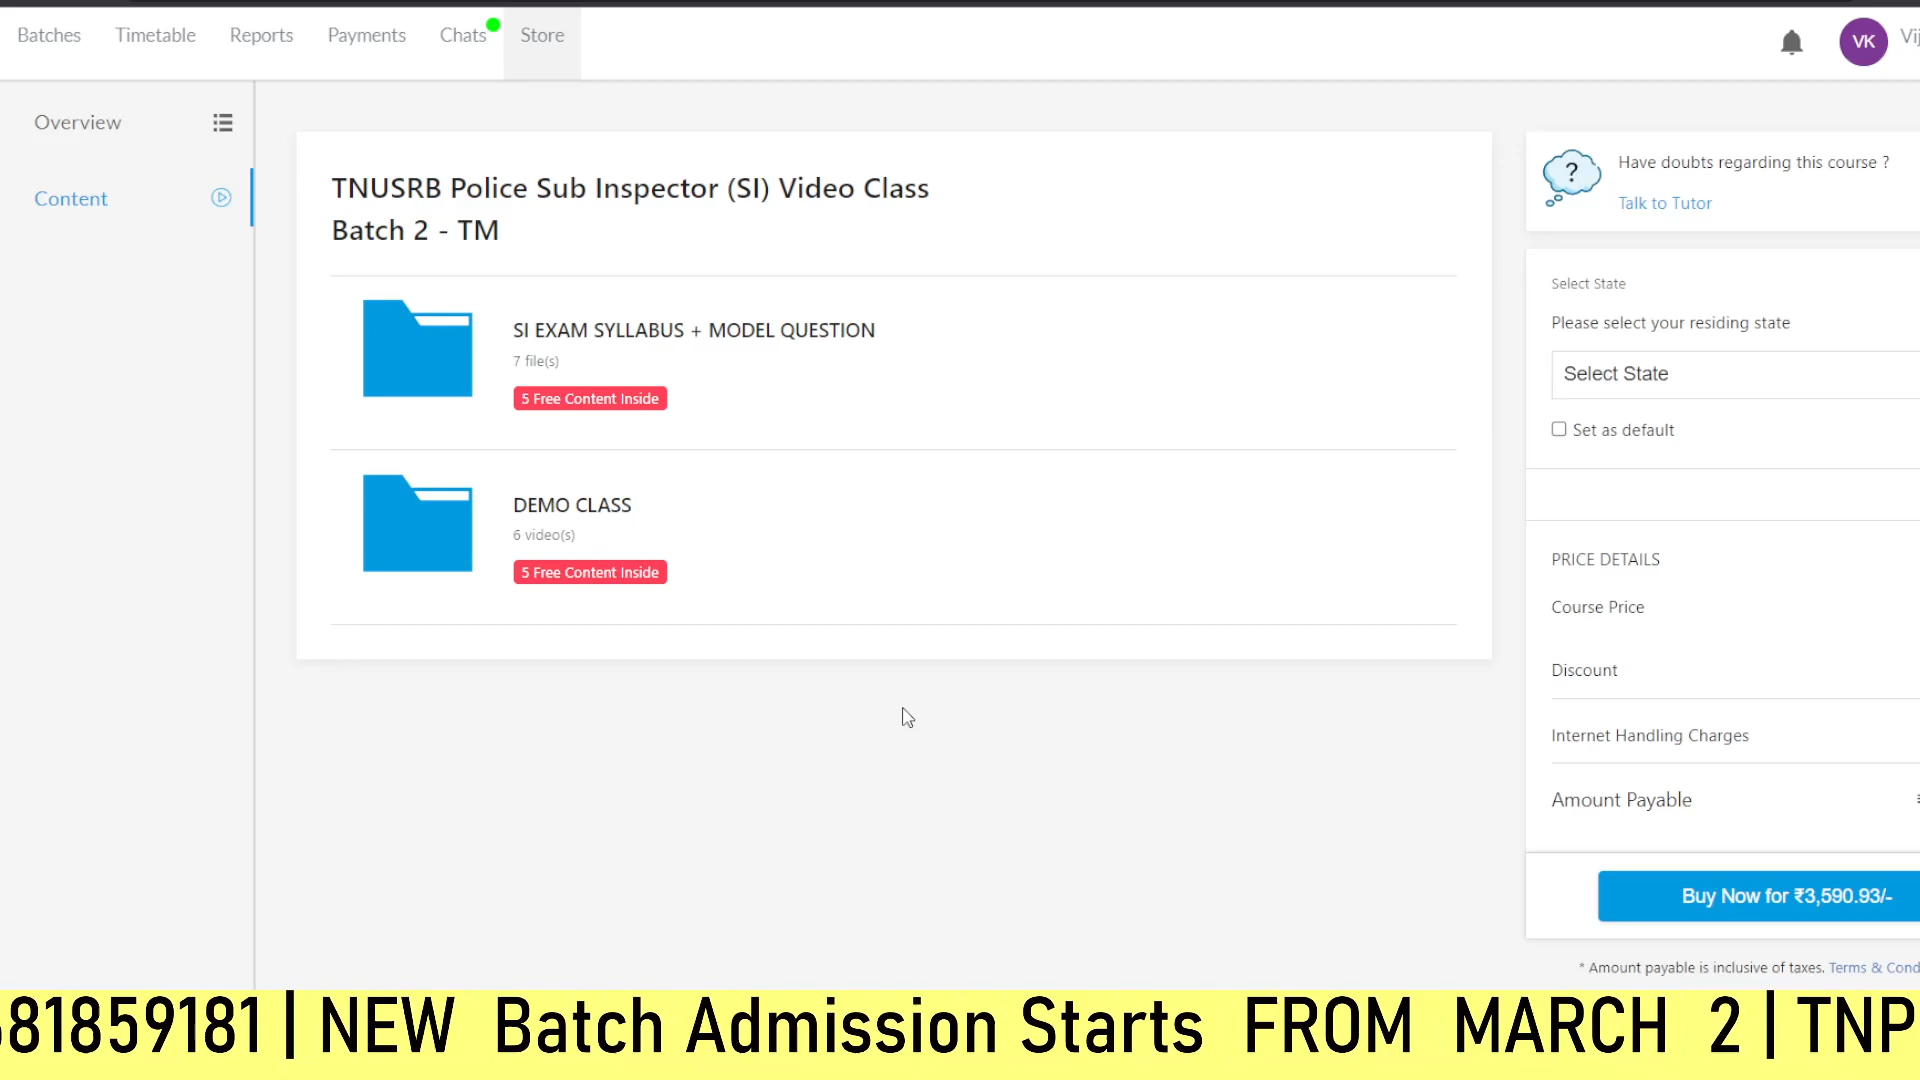 Batches Timetable Reports Payments Chats Store
VK
Overview
Content
TNUSRB Police Sub Inspector (SI) Video Class
Batch 2 - TM
SI EXAM SYLLABUS + MODEL QUESTION
7 file(s)
5 Free Content Inside
DEMO CLASS
6 video(s)
5 Free Content Inside
?
Have doubts regarding this course ?
Talk to Tutor
Select State
Please select your residing state
Select State
Set as default
PRICE DETAILS
Course Price
Discount
Internet Handling Charges
Amount Payable
Buy Now for ₹3,590.93/-
* Amount payable is inclusive of taxes. Terms &
81859181 | NEW Batch Admission Starts FROM MARCH 2 |